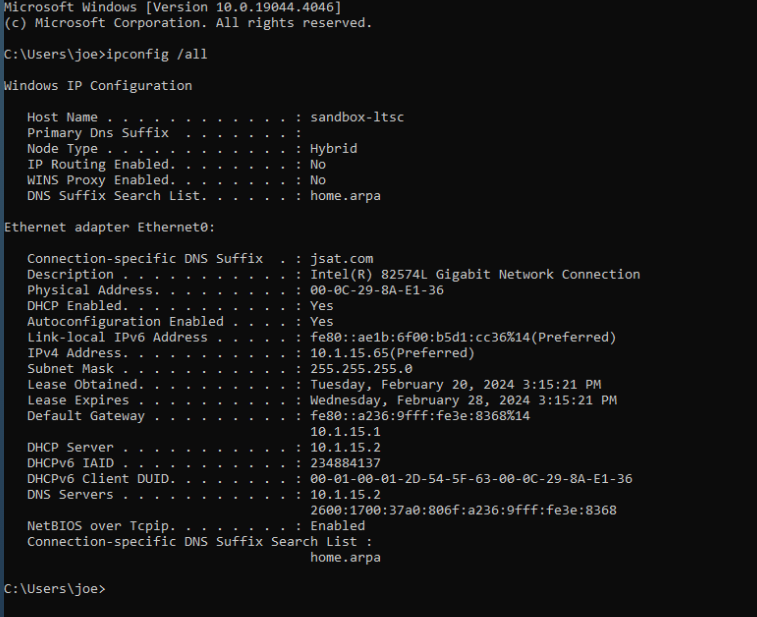 Microsoft Windows [Version 10.0.19044.4046]
(c) Microsoft Corporation. All rights reserved.
C:\Users\joe>ipconfig /all
Windows IP Configuration
   Host Name . . . . . . . . . . . . : sandbox-ltsc
   Primary Dns Suffix  . . . . . . . :
   Node Type . . . . . . . . . . . . : Hybrid
   IP Routing Enabled. . . . . . . . : No
   WINS Proxy Enabled. . . . . . . . : No
   DNS Suffix Search List. . . . . . : home.arpa
Ethernet adapter Ethernet0:
   Connection-specific DNS Suffix  . : jsat.com
   Description . . . . . . . . . . . : Intel(R) 82574L Gigabit Network Connection
   Physical Address. . . . . . . . . : 00-0C-29-8A-E1-36
   DHCP Enabled. . . . . . . . . . . : Yes
   Autoconfiguration Enabled . . . . : Yes
   Link-local IPv6 Address . . . . . : fe80::ae1b:6f00:b5d1:cc36%14(Preferred)
   IPv4 Address. . . . . . . . . . . : 10.1.15.65(Preferred)
   Subnet Mask . . . . . . . . . . . : 255.255.255.0
   Lease Obtained. . . . . . . . . . : Tuesday, February 20, 2024 3:15:21 PM
   Lease Expires . . . . . . . . . . : Wednesday, February 28, 2024 3:15:21 PM
   Default Gateway . . . . . . . . . : fe80::a236:9fff:fe3e:8368%14
                                       10.1.15.1
   DHCP Server . . . . . . . . . . . : 10.1.15.2
   DHCPv6 IAID . . . . . . . . . . . : 234884137
   DHCPv6 Client DUID. . . . . . . . : 00-01-00-01-2D-54-5F-63-00-0C-29-8A-E1-36
   DNS Servers . . . . . . . . . . . : 10.1.15.2
                                       2600:1700:37a0:806f:a236:9fff:fe3e:8368
   NetBIOS over Tcpip. . . . . . . . : Enabled
   Connection-specific DNS Suffix Search List :
                                       home.arpa
C:\Users\joe>